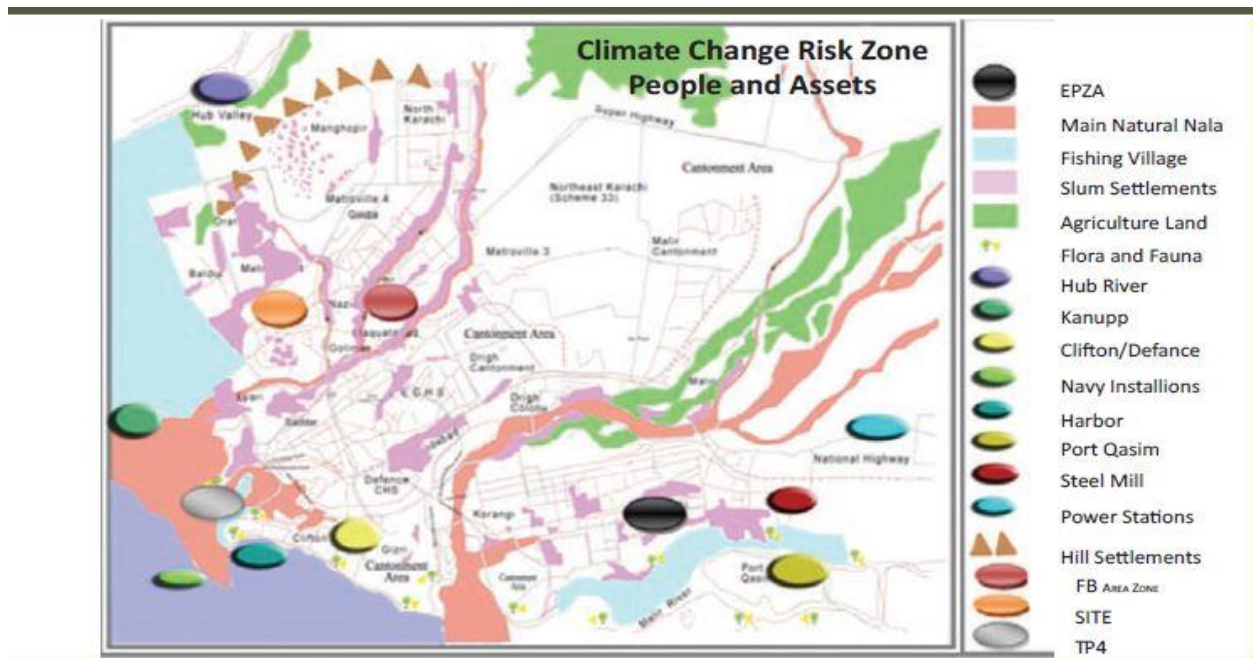 Climate Change Risk Zone
People and Assets
Hub Valley
Manghopir
North
Karachi
Super Highway
Cantonment Area
Metroville 4
Northeast Karachi
(Scheme 33)
Metroville 3
Malir
Cantonment
Cantonment Area
Drigh
Cantonment
Drigh
Colony
National Highway
Defence
CHS
Korangi
Clifton
Cantonment
Area
Cantonment
Area
Port
Qasim
Malir River
EPZA
Main Natural Nala
Fishing Village
Slum Settlements
Agriculture Land
Flora and Fauna
Hub River
Kanupp
Clifton/Defance
Navy Installions
Harbor
Port Qasim
Steel Mill
Power Stations
Hill Settlements
FB AREA ZONE
SITE
TP4